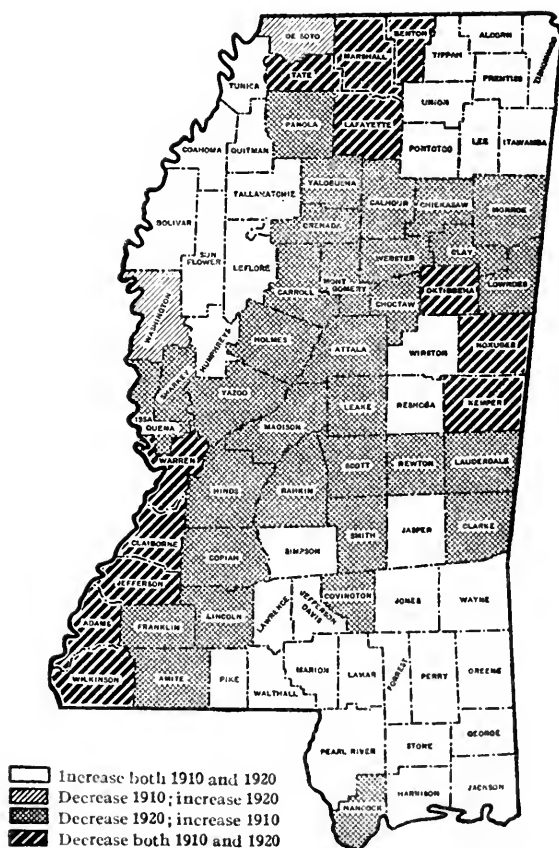 DE SOTO
BENTON
ALCORN
MARSHALL
TIPPAH
TATE
PRENTISS
TUNICA
UNION
PANOLA
LAFAYETTE
LEE
ITAWAMBA
COAHOMA
QUITMAN
PONTOTOC
YALOBUSHA
TALLAHATCHIE
CALHOUN
CHICKASAW
MONROE
BOLIVAR
GRENADA
SUN
FLOWER
LEFLORE
WEBSTER
CLAY
MONT
GOMERY
CARROLL
CHOCTAW
OKTIBBEHA
LOWNDES
WASHINGTON
HUMPHREYS
HOLMES
ATTALA
WINSTON
NOXUBEE
SHARKEY
YAZOO
LEAKE
NESHOBA
KEMPER
ISSA
QUENA
MADISON
WARREN
SCOTT
NEWTON
LAUDERDALE
HINDS
RANKIN
CLAIBORNE
SMITH
JASPER
CLARKE
COPIAH
SIMPSON
JEFFERSON
COVINGTON
JONES
WAYNE
ADAMS
FRANKLIN
LINCOLN
LAWRENCE
JEFFERSON
DAVIS
WILKINSON
AMITE
PIKE
WALTHALL
MARION
LAMAR
FORREST
PERRY
GREENE
PEARL RIVER
STONE
GEORGE
HANCOCK
HARRISON
JACKSON
Increase both 1910 and 1920
Decrease 1910; increase 1920
Decrease 1920; increase 1910
Decrease both 1910 and 1920